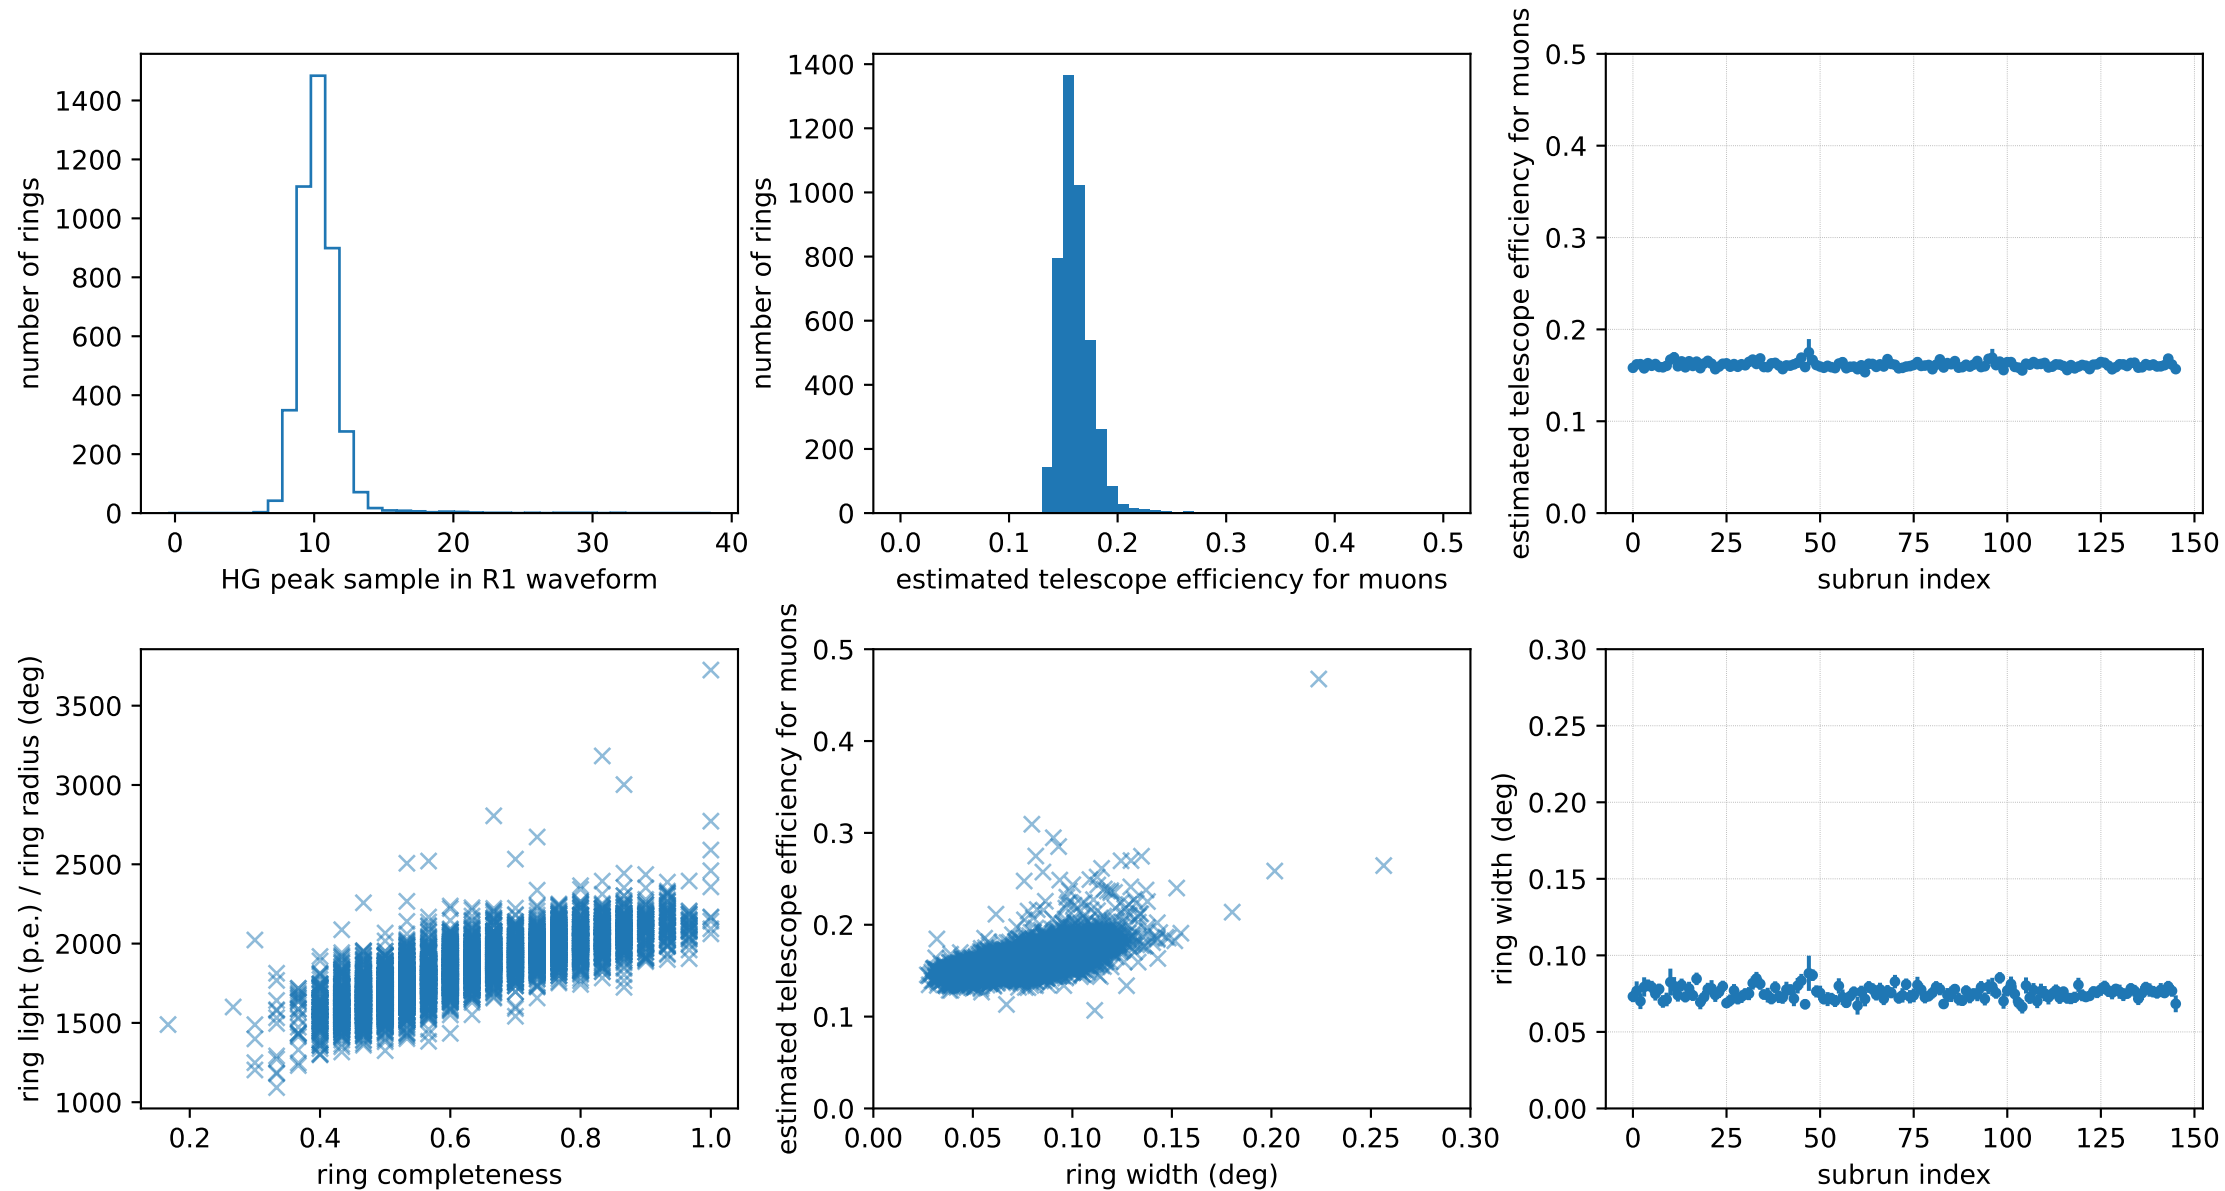 number of rings
1400
1200
1000
800
600
400
200
0
0 10 20 30 40
HG peak sample in R1 waveform
number of rings
1400
1200
1000
800
600
400
200
0
0.0 0.1 0.2 0.3 0.4 0.5
estimated telescope efficiency for muons
estimated telescope efficiency for muons
0.5
0.4
0.3
0.2
0.1
0.0
0 25 50 75 100 125 150
subrun index
ring light (p.e.) / ring radius (deg)
3500
3000
2500
2000
1500
1000
0.2 0.4 0.6 0.8 1.0
ring completeness
estimated telescope efficiency for muons
0.5
0.4
0.3
0.2
0.1
0.0
0.00 0.05 0.10 0.15 0.20 0.25 0.30
ring width (deg)
ring width (deg)
0.30
0.25
0.20
0.15
0.10
0.05
0.00
0 25 50 75 100 125 150
subrun index